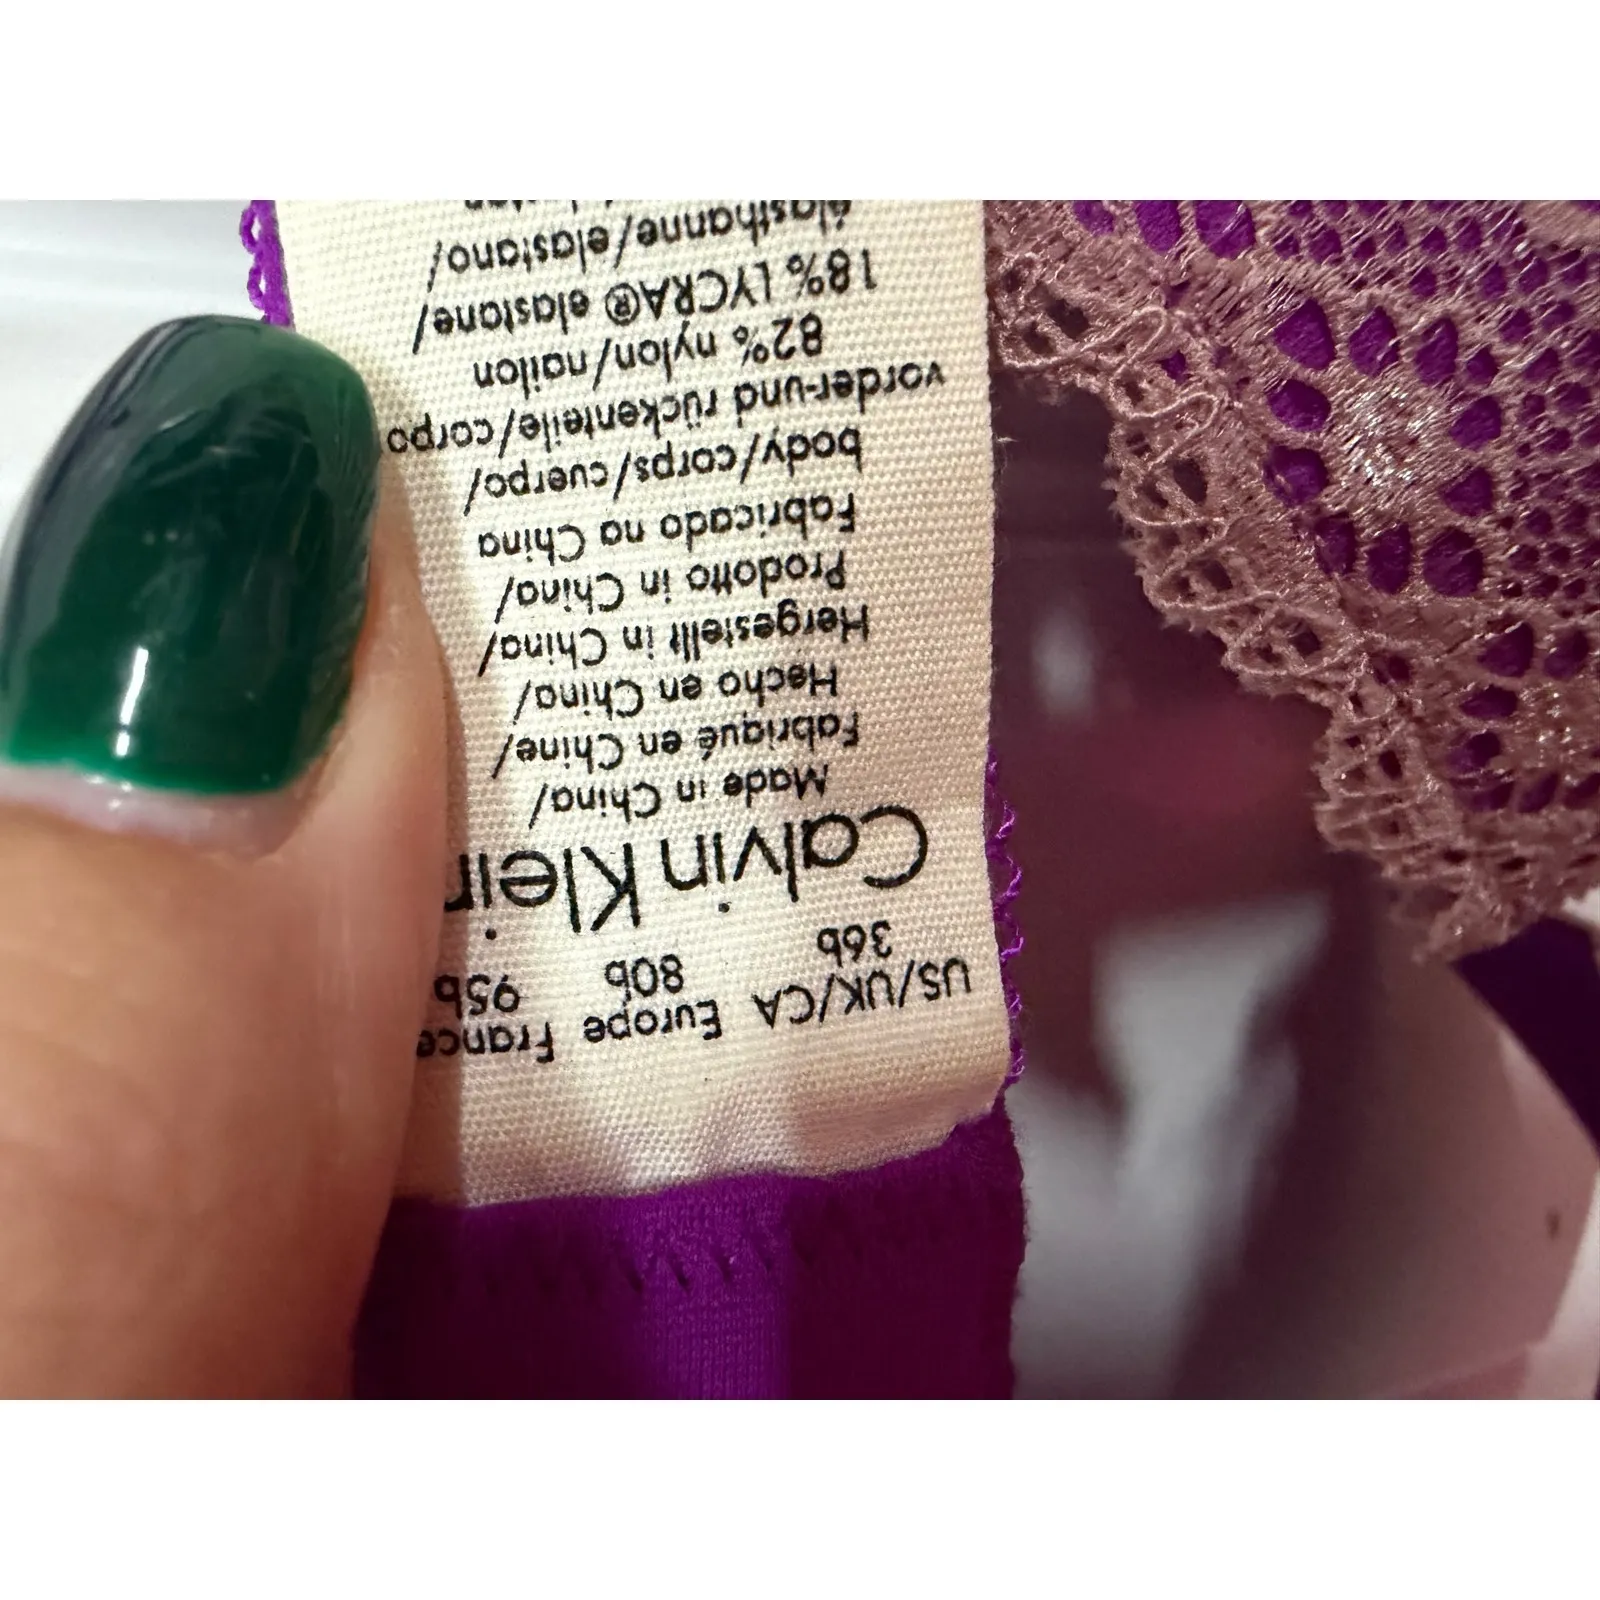 US/UK/CA Europe France
36b 80b 95b
Calvin Klein
Made in China/
Fabriqué en Chine/
Hecho en China/
Hergestellt in China/
Prodotto in China/
Fabricado na China
body/corps/cuerpo/
vorder-und rückenteile/corpo
82% nylon/nailon
18% LYCRA® elastane/
élasthanne/elastano/